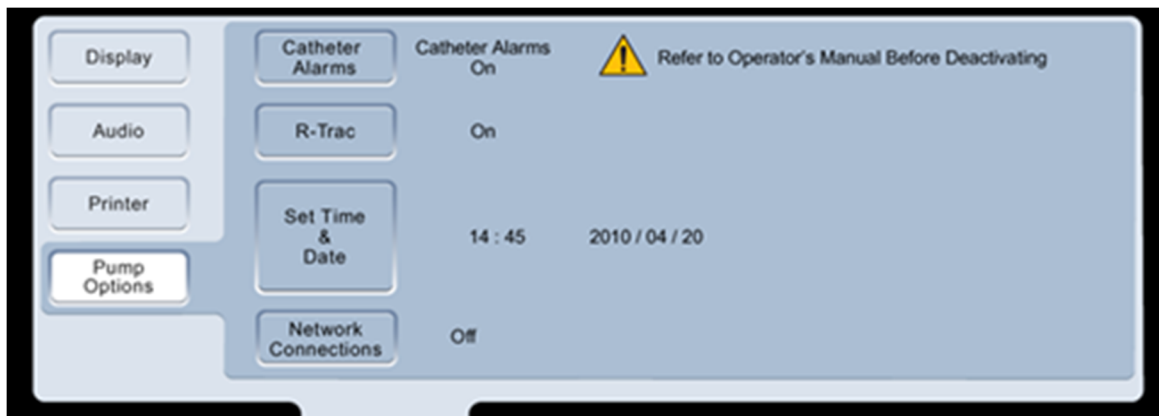 Display
Audio
Printer
Pump
Options
Catheter
Alarms
Catheter Alarms
On
Refer to Operator's Manual Before Deactivating
R-Trac
On
Set Time
&
Date
14 : 45
2010 / 04 / 20
Network
Connections
Off